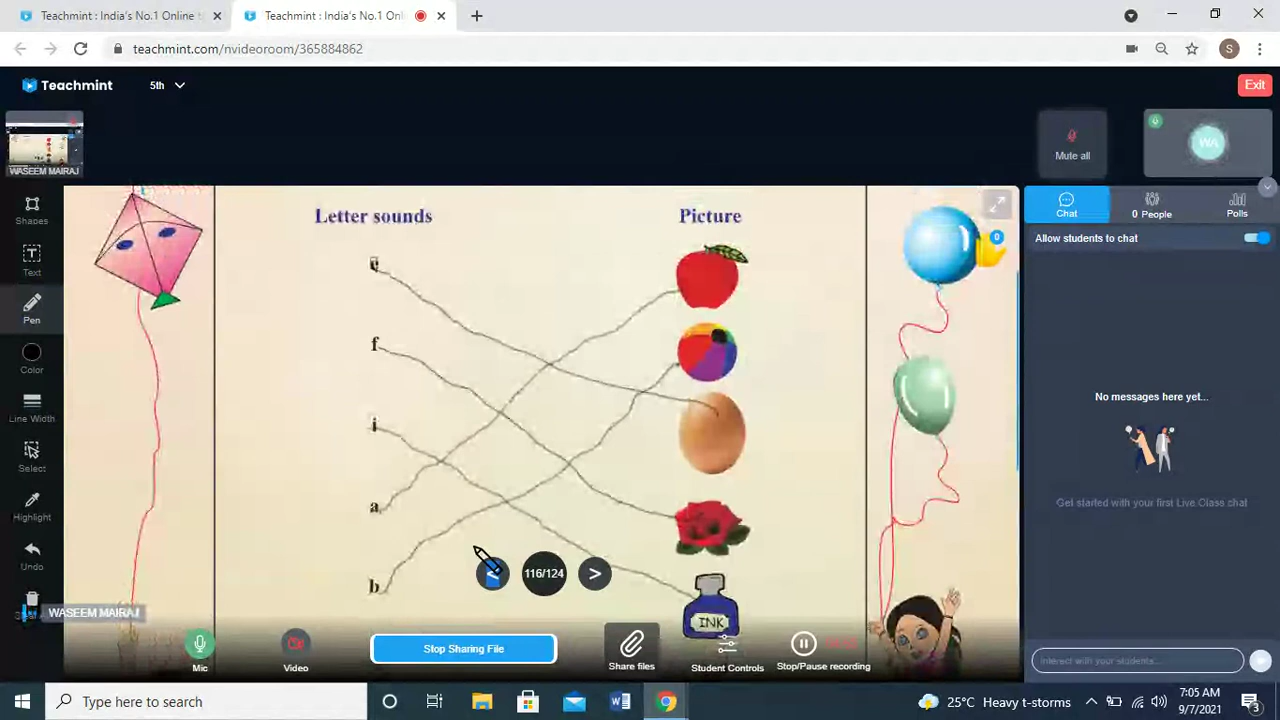 Teachmint : India's No.1 Online t
Teachmint : India's No.1 Onl
teachmint.com/nvideoroom/365884862
S
Teachmint
5th
Exit
WASEEM MAIRAJ
Mute all
WA
Shapes
Text
Pen
Color
Line Width
Select
Highlight
Undo
Letter sounds
Picture
e
f
i
a
b
INK
0
116/124
Chat
0 People
Polls
Allow students to chat
No messages here yet...
Get started with your first Live Class chat
WASEEM MAIRAJ
Mic
Video
Stop Sharing File
Share files
Student Controls
Stop/Pause recording
Interact with your students...
Type here to search
25°C Heavy t-storms
7:05 AM
9/7/2021
3